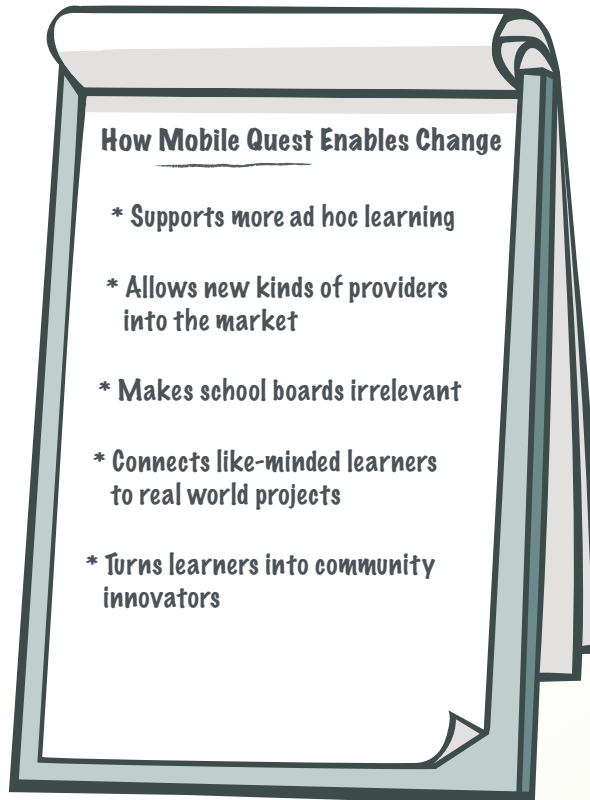 How Mobile Quest Enables Change
* Supports more ad hoc learning
* Allows new kinds of providers
into the market
* Makes school boards irrelevant
* Connects like-minded learners
to real world projects
* Turns learners into community
innovators